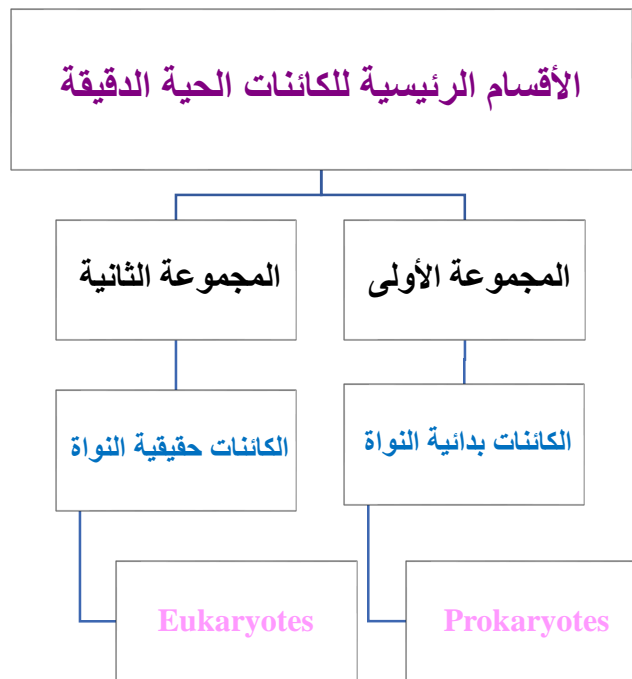 الأقسام الرئيسية للكائنات الحية الدقيقة
المجموعة الأولى
المجموعة الثانية
الكائنات بدائية النواة
الكائنات حقيقية النواة
Prokaryotes
Eukaryotes